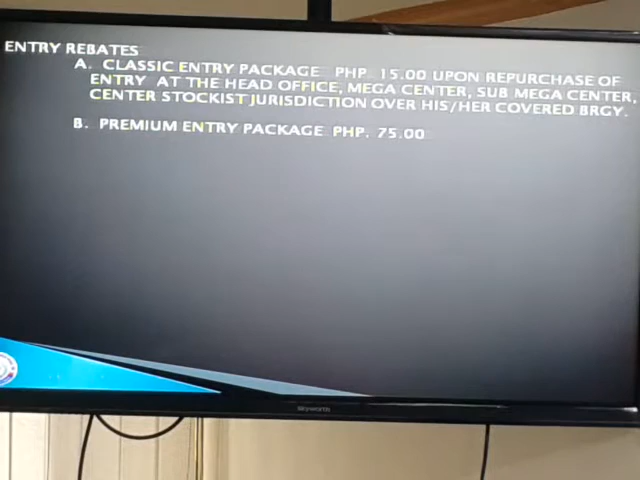 ENTRY REBATES
A. CLASSIC ENTRY PACKAGE PHP. 15.00 UPON REPURCHASE OF
ENTRY AT THE HEAD OFFICE, MEGA CENTER, SUB MEGA CENTER,
CENTER STOCKIST JURISDICTION OVER HIS/HER COVERED BRGY.
B. PREMIUM ENTRY PACKAGE PHP. 75.00
Skyworth